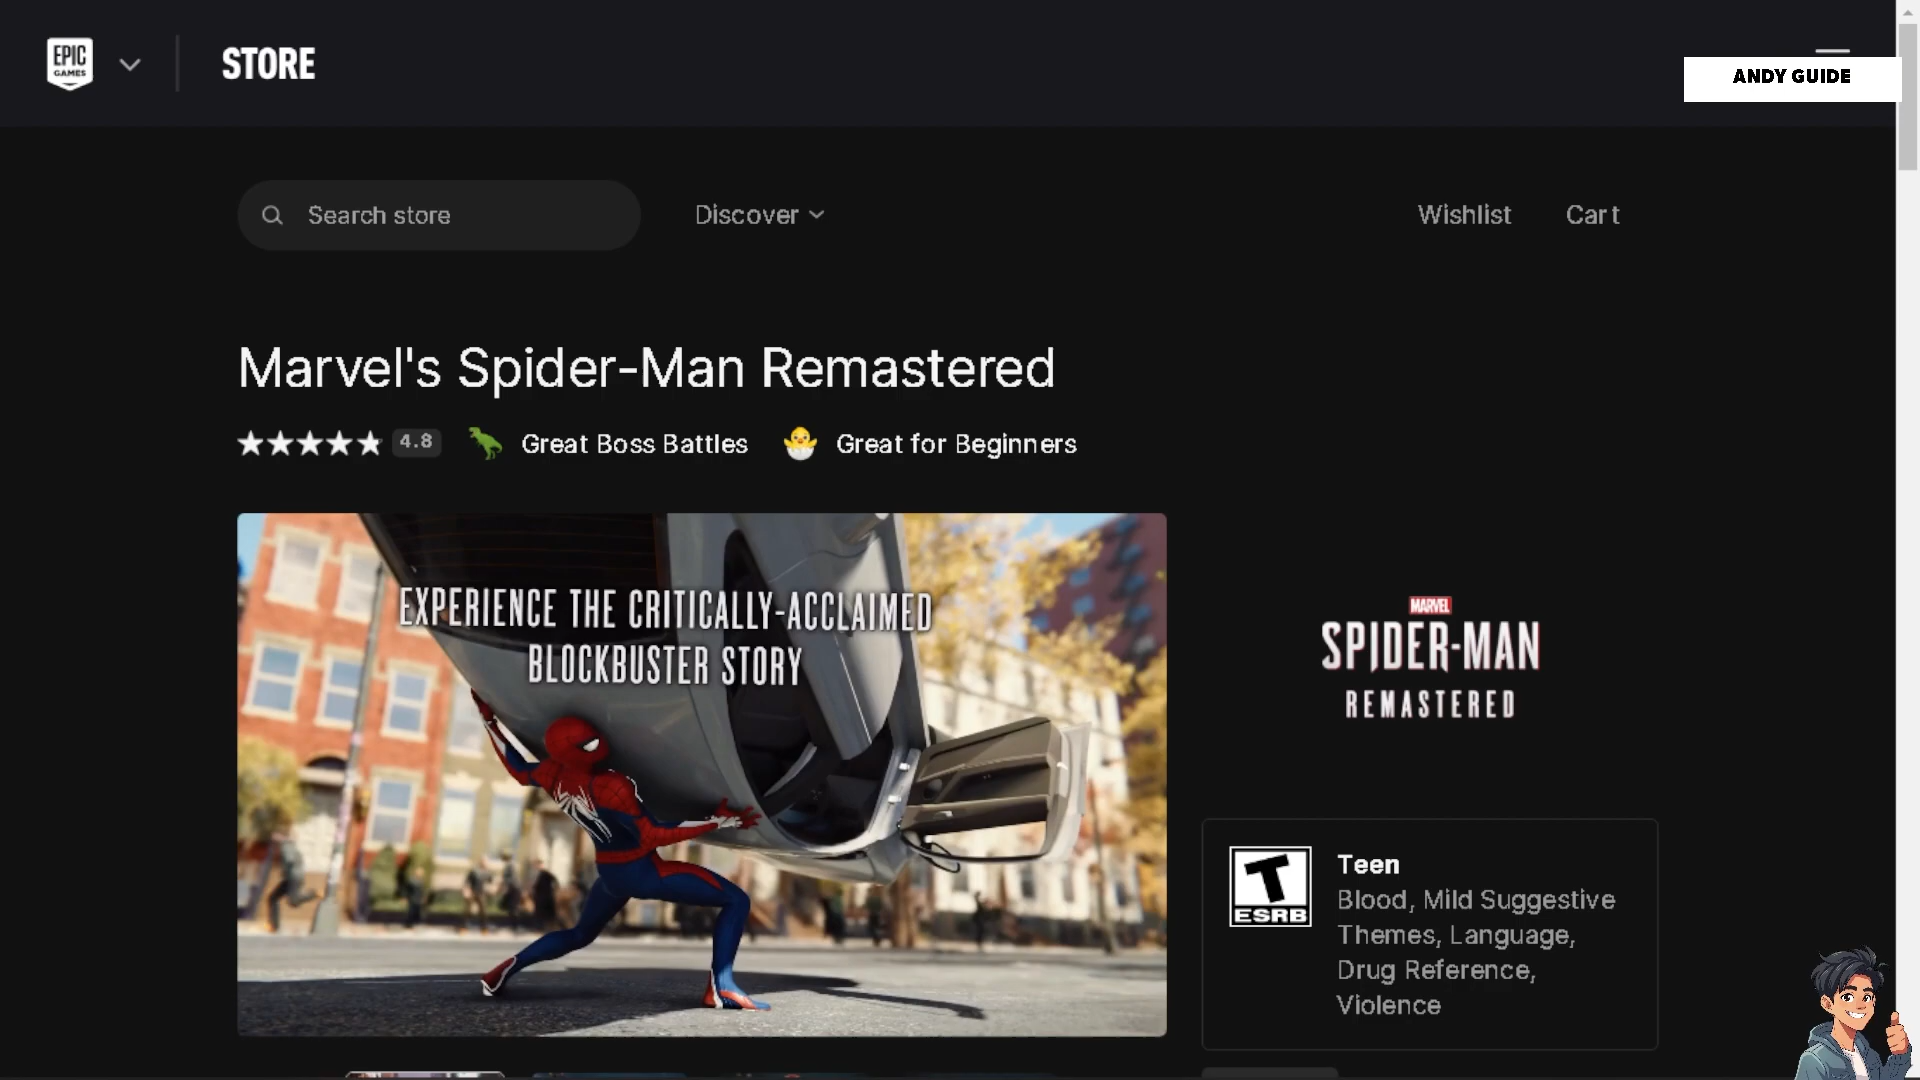 EPIC
GAMES
STORE
ANDY GUIDE
Search store
Discover
Wishlist
Cart
Marvel's Spider-Man Remastered
4.8
Great Boss Battles
Great for Beginners
EXPERIENCE THE CRITICALLY-ACCLAIMED
BLOCKBUSTER STORY
MARVEL
SPIDER-MAN
REMASTERED
T
ESRB
Teen
Blood, Mild Suggestive
Themes, Language,
Drug Reference,
Violence